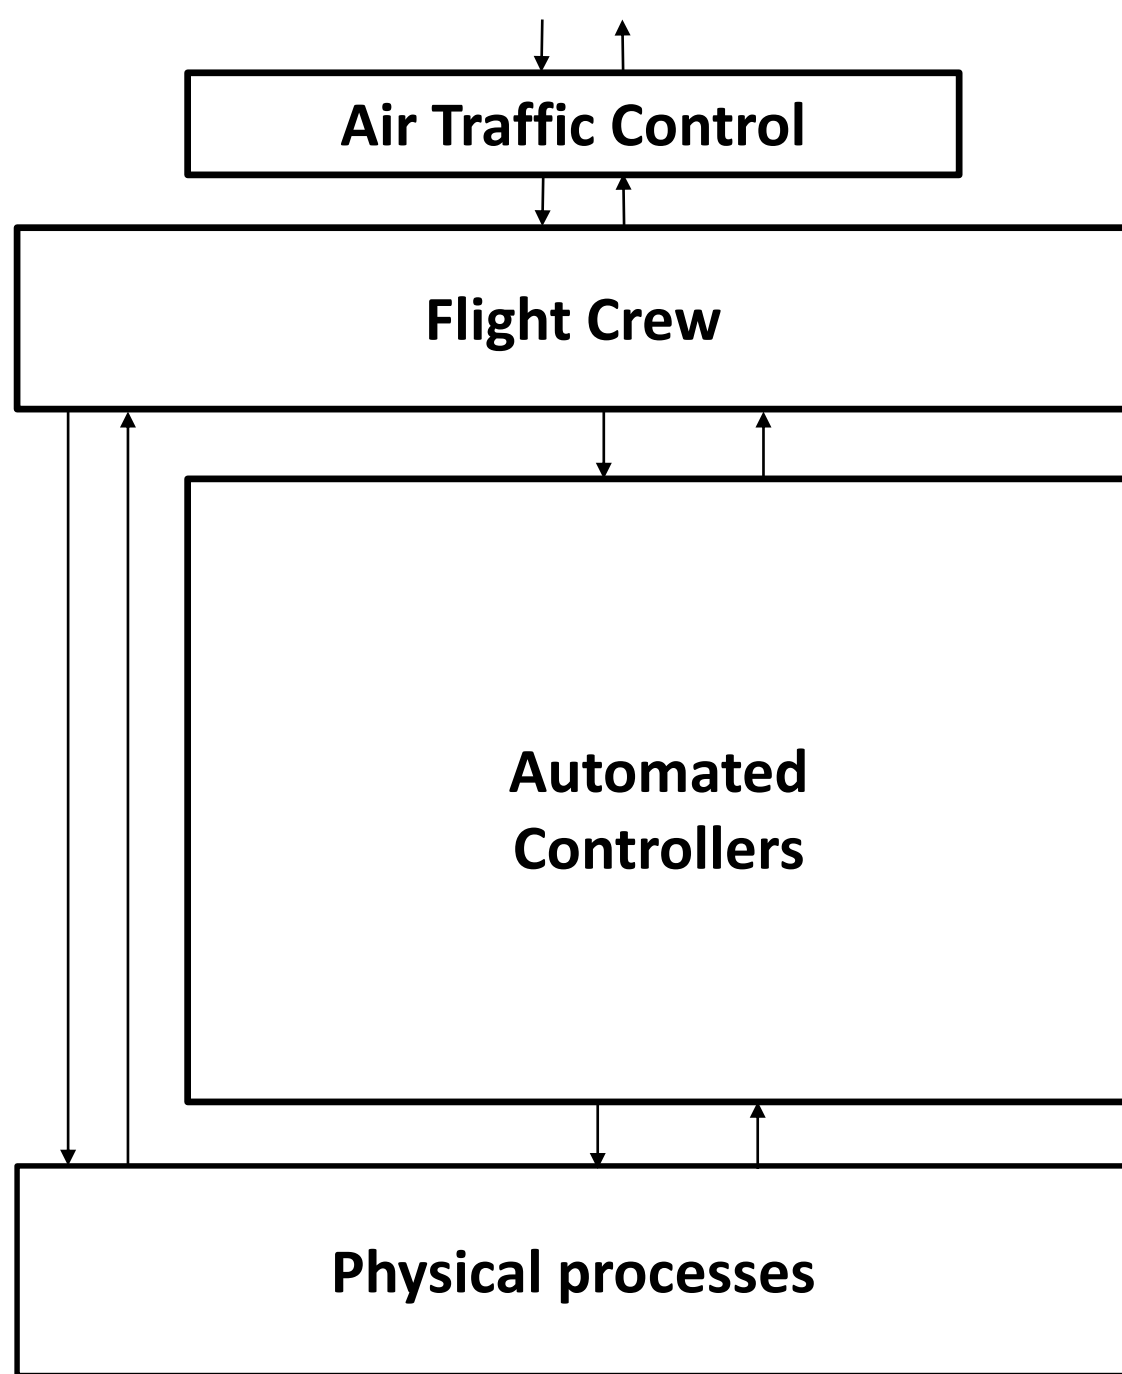 Air Traffic Control
Flight Crew
Automated
Controllers
Physical processes